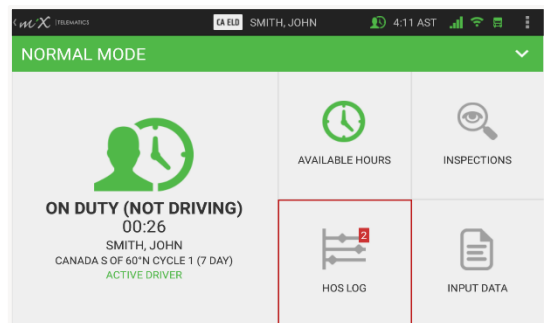 miX TELEMATICS CA ELD SMITH, JOHN 4:11 AST
NORMAL MODE
ON DUTY (NOT DRIVING)
00:26
SMITH, JOHN
CANADA S OF 60°N CYCLE 1 (7 DAY)
ACTIVE DRIVER
AVAILABLE HOURS
INSPECTIONS
2
HOS LOG
INPUT DATA